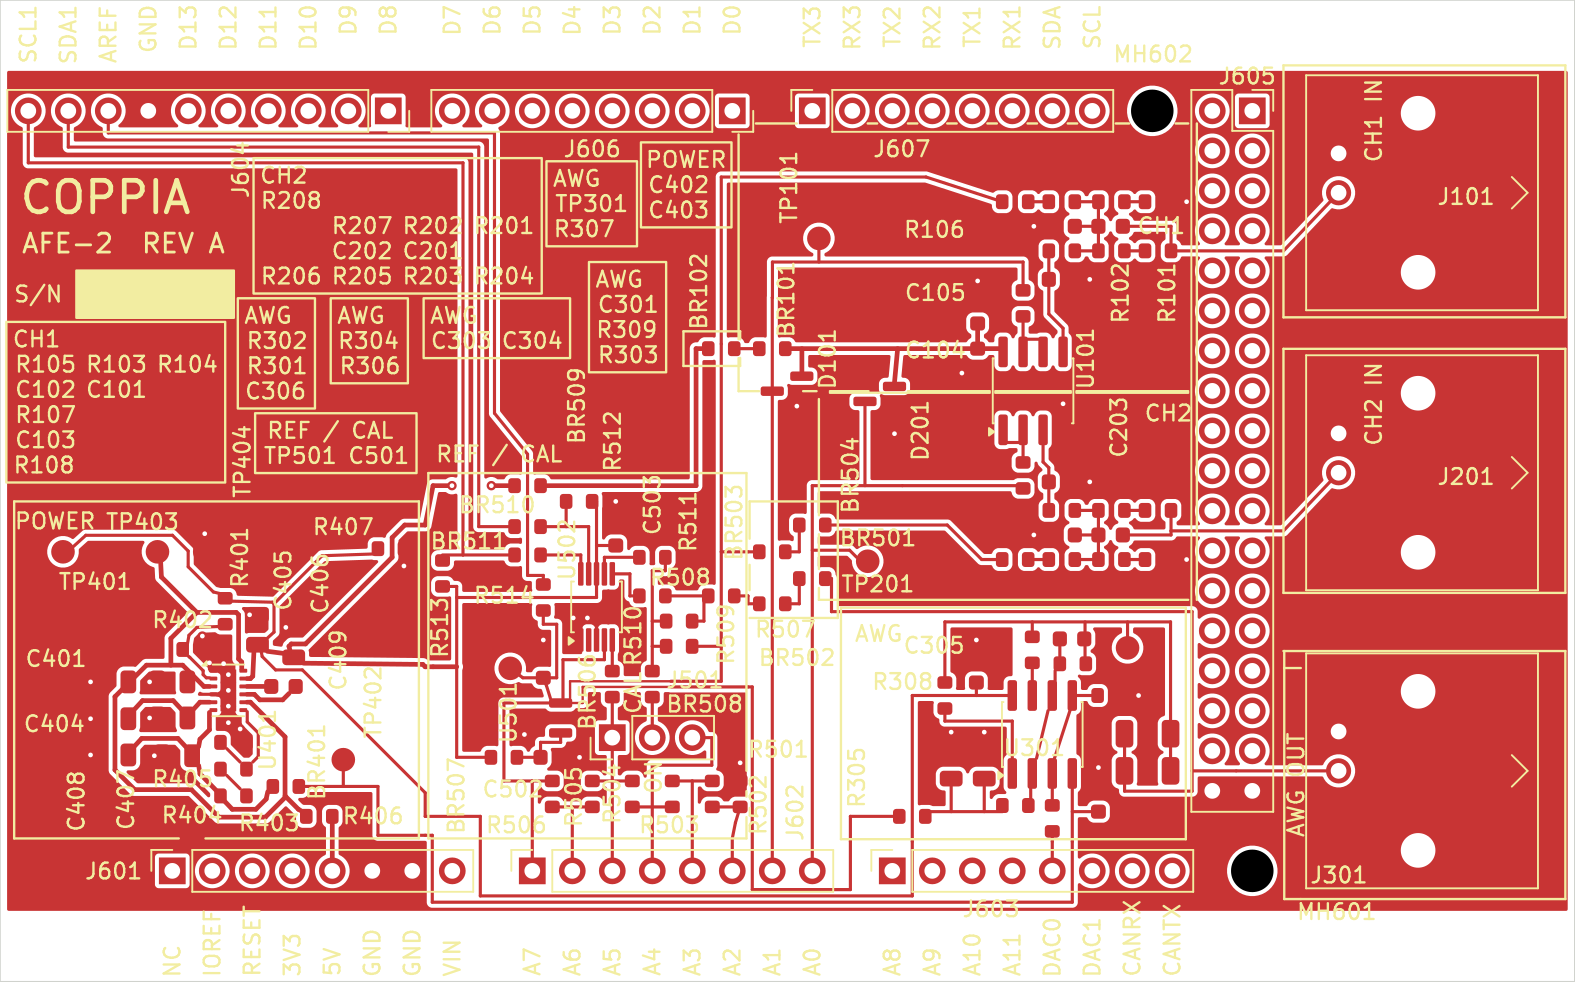 SCL1 SDA1 AREF GND D13 D12 D11 D10 D9 D8 D7 D6 D5 D4 D3 D2 D1 D0 TX3 RX3 TX2 RX2 TX1 RX1 SDA SCL
MH602
J605
J604
J606
J607
COPPIA
AFE-2 REV A
S/N
CH2
R208
R207 R202 R201
C202 C201
R206 R205 R203 R204
AWG
TP301
R307
POWER
C402
C403
TP101
R106
CH1
C105
R102
R101
CH1 IN
J101
AWG
C301
R309
R303
BR102
BR101
D101
C104
U101
CH1
R105 R103 R104
C102 C101
R107
C103
R108
AWG
R302
R301
C306
AWG
R304
R306
AWG
C303 C304
REF / CAL
TP501 C501
REF / CAL
TP404
BR509
R512
BR504
D201
C203
CH2
CH2 IN
J201
POWER TP403
R407
TP401
R401
C405
C406
R402
BR510
BR511
U502
C503
R511
BR503
BR501
TP201
R508
R514
R513
R510
R509
R507
BR502
AWG
C305
R308
C401
C404
C409
TP402
U401
BR401
R405
R404
R403
R406
C408
C407
U501
BR506
CAL
J501
BR508
R501
C502
GN
R505
R504
R506
R503
R502
BR507
J602
R305
U301
J601
J603
AWG OUT
J301
MH601
NC IOREF RESET 3V3 5V GND GND VIN A7 A6 A5 A4 A3 A2 A1 A0 A8 A9 A10 A11 DAC0 DAC1 CANRX CANTX